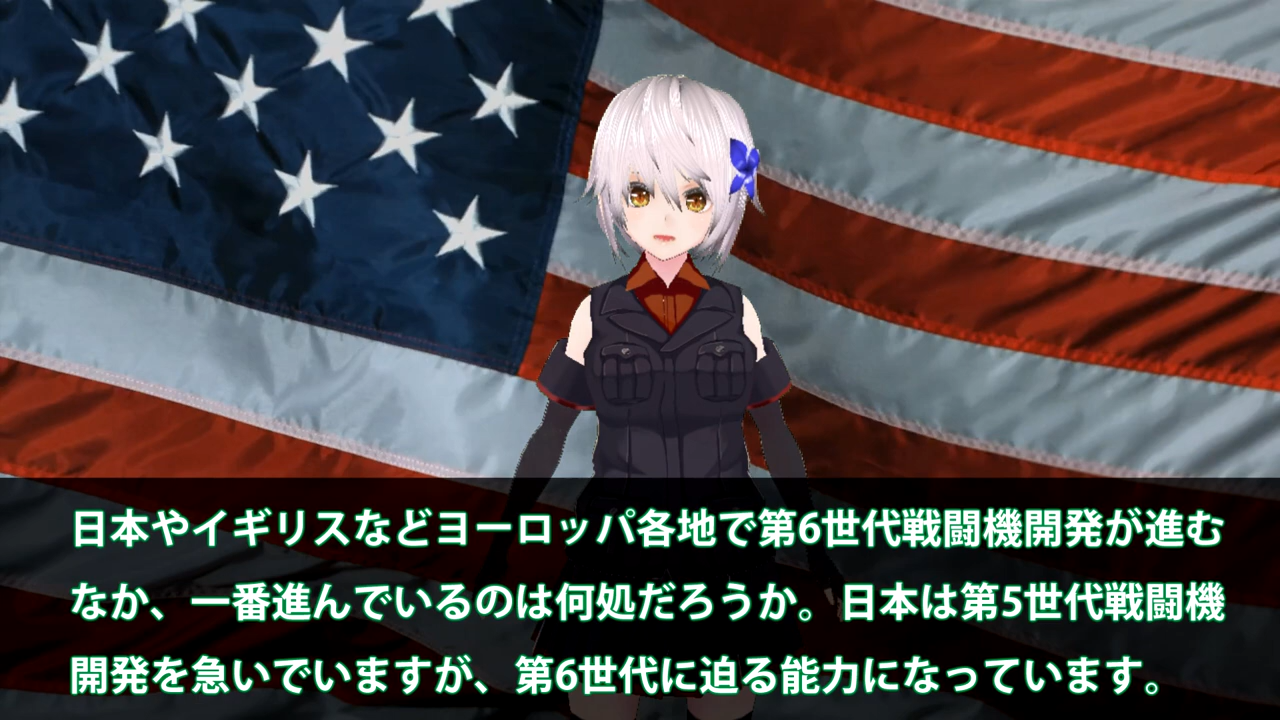 日本やイギリスなどヨーロッパ各地で第6世代戦闘機開発が進む
なか、一番進んでいるのは何処だろうか。日本は第5世代戦闘機
開発を急いでいますが、第6世代に迫る能力になっています。